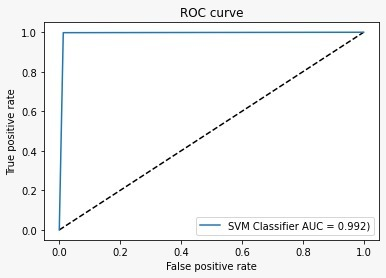 ROC curve
1.0
0.8
0.6
0.4
0.2
0.0
True positive rate
SVM Classifier AUC = 0.992)
0.0 0.2 0.4 0.6 0.8 1.0
False positive rate